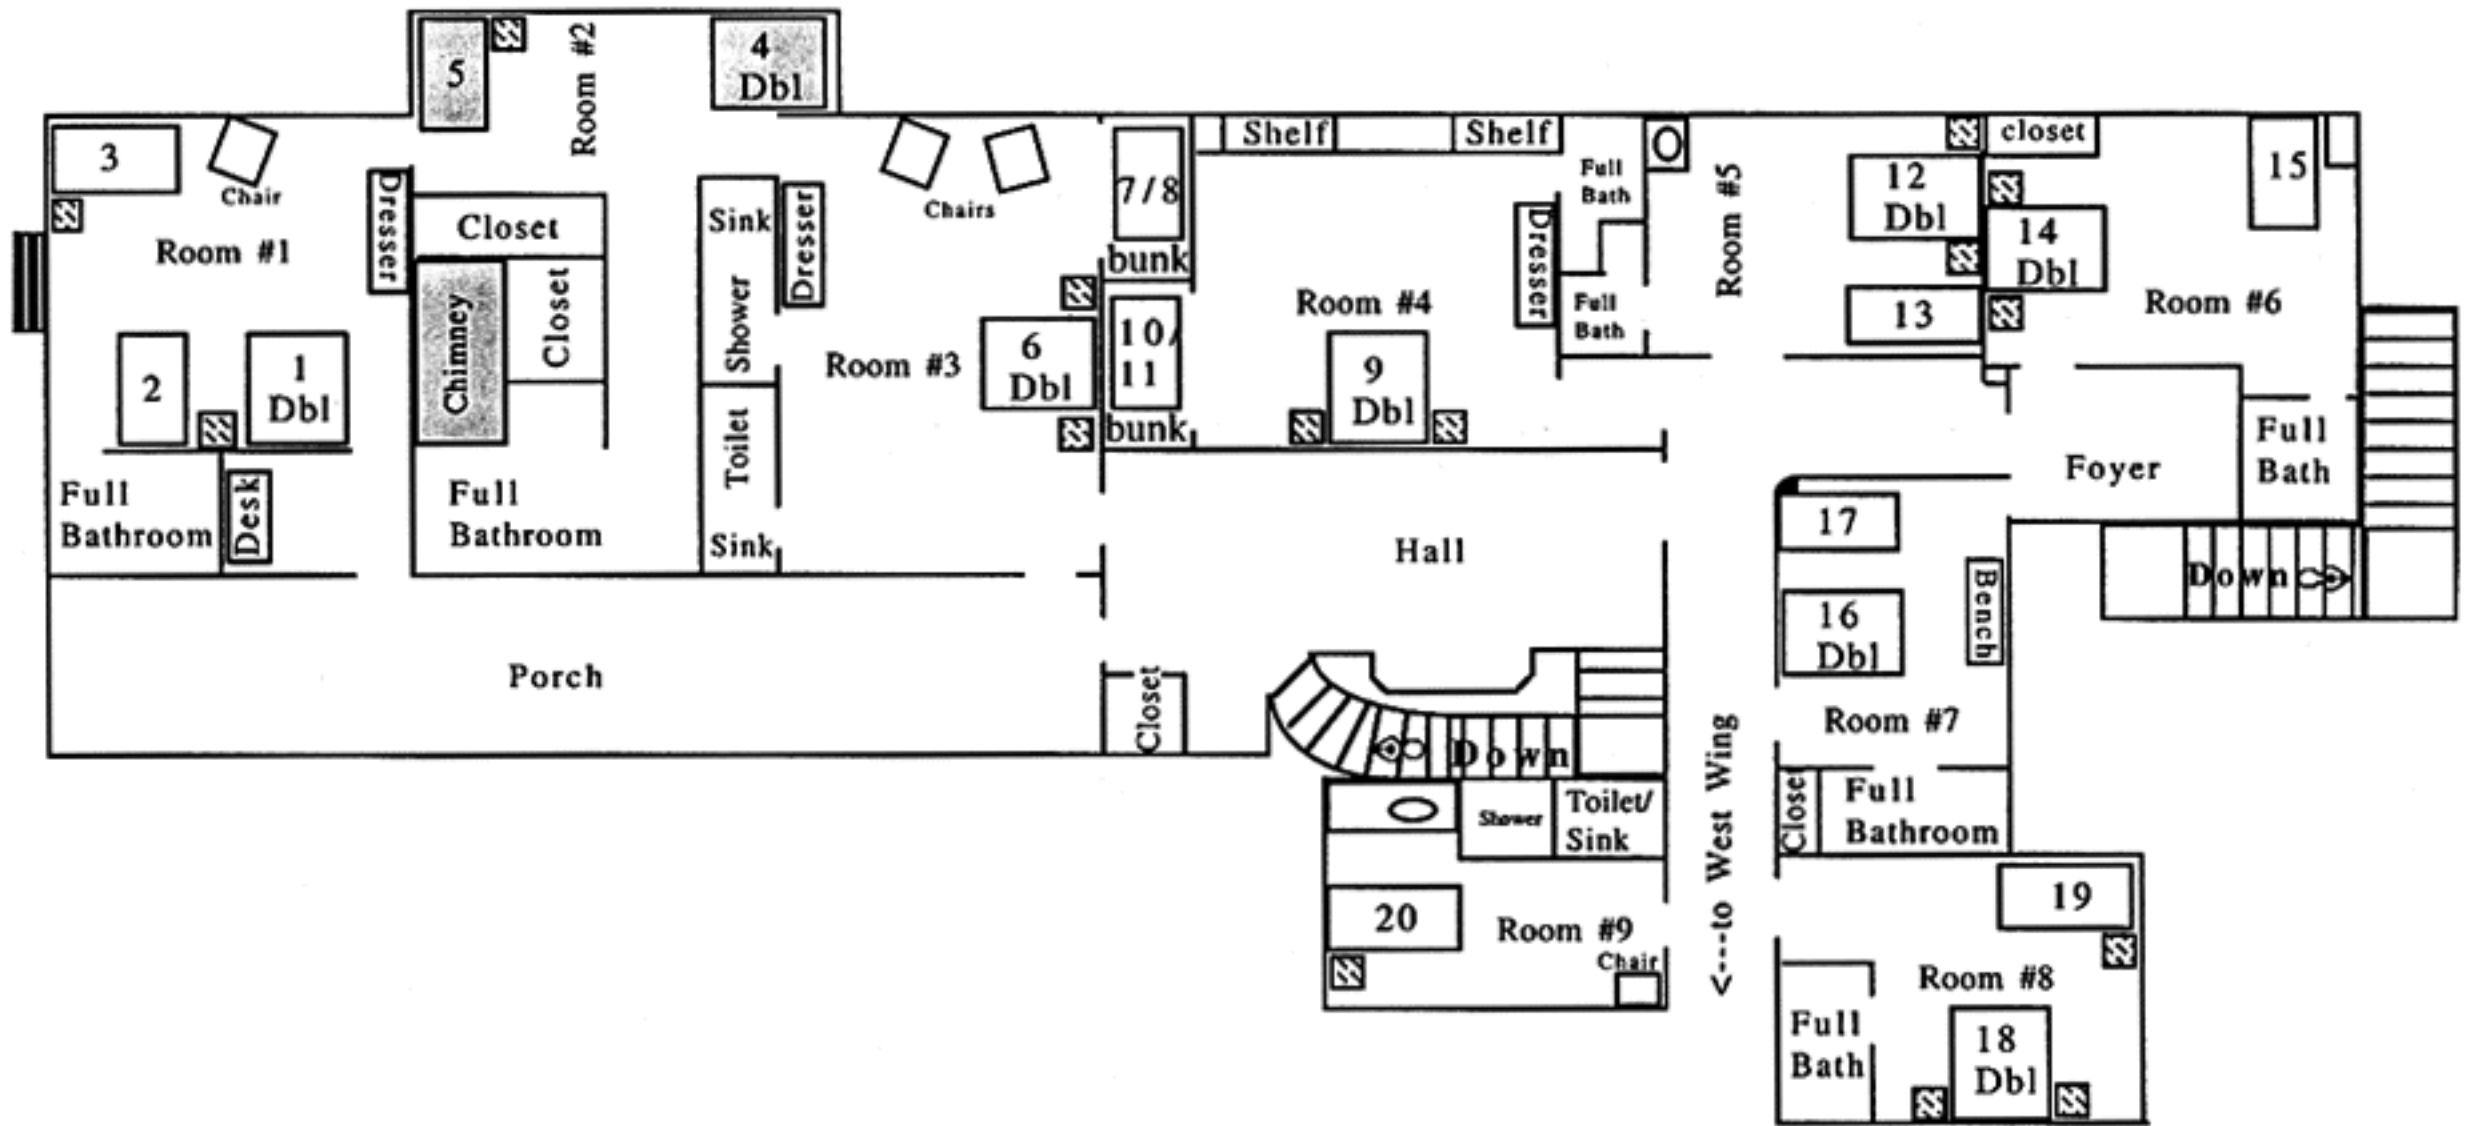 5
Room #2
4
Dbl
3
Chair
Room #1
Dresser
Closet
Closet
Chimney
2
1
Dbl
Full
Bathroom
Desk
Full
Bathroom
Sink
Shower
Toilet
Sink
Dresser
Chairs
Room #3
6
Dbl
7/8
bunk
10/
11
bunk
Shelf
Shelf
Room #4
9
Dbl
Dresser
Full
Bath
Full
Bath
Room #5
12
Dbl
13
closet
14
Dbl
15
Room #6
Foyer
Full
Bath
Down
Hall
Porch
Closet
Down
17
16
Dbl
Bench
Room #7
Closet
Full
Bathroom
<---to West Wing
Shower
Toilet/
Sink
20
Room #9
Chair
19
Room #8
Full
Bath
18
Dbl